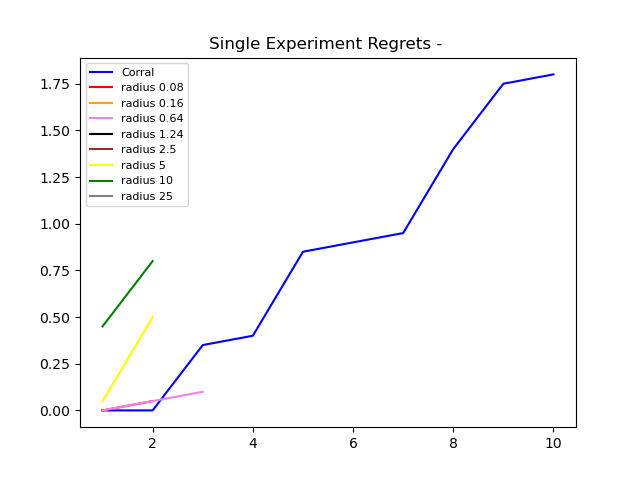 Single Experiment Regrets -
Corral
radius 0.08
radius 0.16
radius 0.64
radius 1.24
radius 2.5
radius 5
radius 10
radius 25
1.75
1.50
1.25
1.00
0.75
0.50
0.25
0.00
2 4 6 8 10